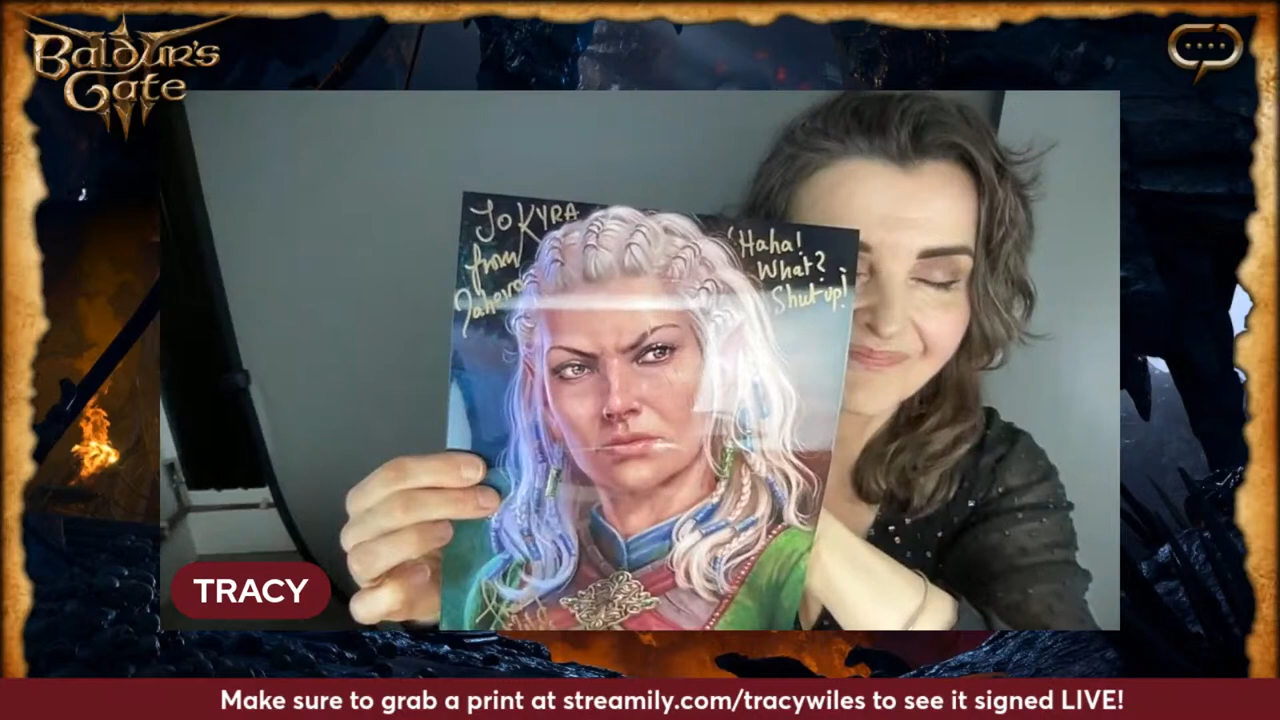 Baldur's
Gate
III
To KYRA
from
Jaheira
"Haha!
What?
Shut-up!
TRACY
Make sure to grab a print at streamily.com/tracywiles to see it signed LIVE!